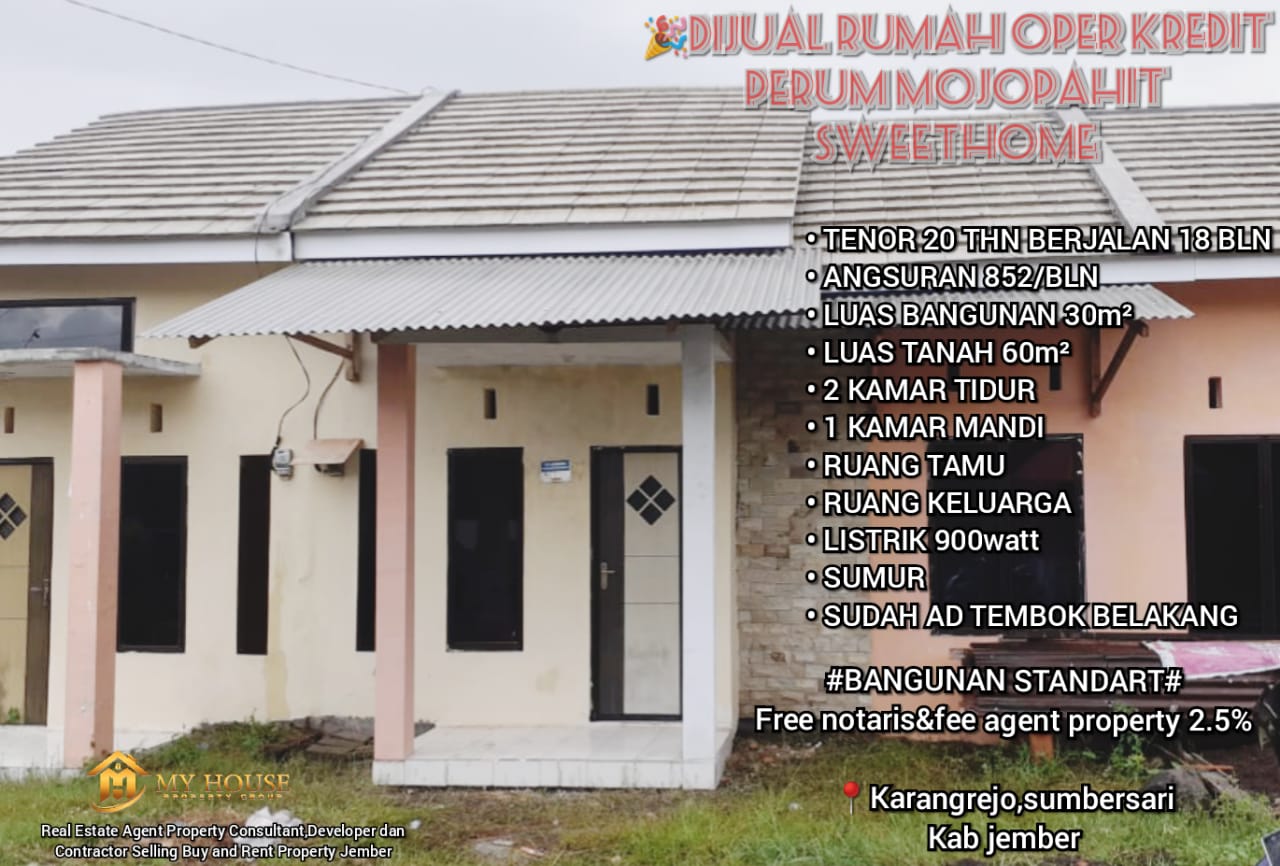 🎉DIJUAL RUMAH OPER KREDIT
PERUM MOJOPAHIT
SWEETHOME
• TENOR 20 THN BERJALAN 18 BLN
• ANGSURAN 852/BLN
• LUAS BANGUNAN 30m²
• LUAS TANAH 60m²
• 2 KAMAR TIDUR
• 1 KAMAR MANDI
• RUANG TAMU
• RUANG KELUARGA
• LISTRIK 900watt
• SUMUR
• SUDAH AD TEMBOK BELAKANG
#BANGUNAN STANDART#
Free notaris&fee agent property 2.5%
📍Karangrejo,sumbersari
Kab jember
MY HOUSE
PROPERTY GROUP
Real Estate Agent Property Consultant,Developer dan
Contractor Selling Buy and Rent Property Jember